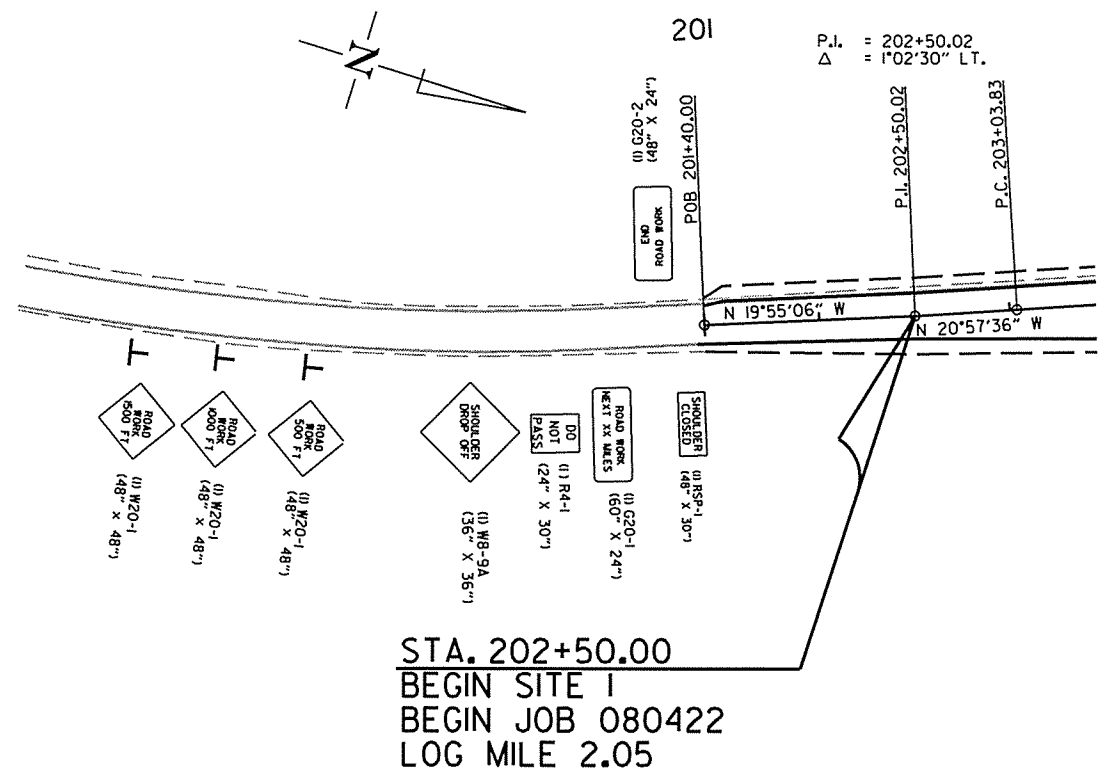 201
P.I. = 202+50.02
Δ = 1°02'30" LT.
N
(1) G20-2
(48" X 24")
END
ROAD WORK
POB 201+40.00
P.I. 202+50.02
P.C. 203+03.83
N 19°55'06" W
N 20°57'36" W
ROAD
WORK
1500 FT
(1) W20-1
(48" X 48")
ROAD
WORK
1000 FT
(1) W20-1
(48" X 48")
ROAD
WORK
500 FT
(1) W20-1
(48" X 48")
SHOULDER
DROP OFF
(1) W8-9A
(36" X 36")
DO
NOT
PASS
(1) R4-1
(24" X 30")
ROAD WORK
NEXT XX MILES
(1) G20-1
(60" X 24")
SHOULDER
CLOSED
(1) RSP-1
(48" X 30")
STA. 202+50.00
BEGIN SITE 1
BEGIN JOB 080422
LOG MILE 2.05